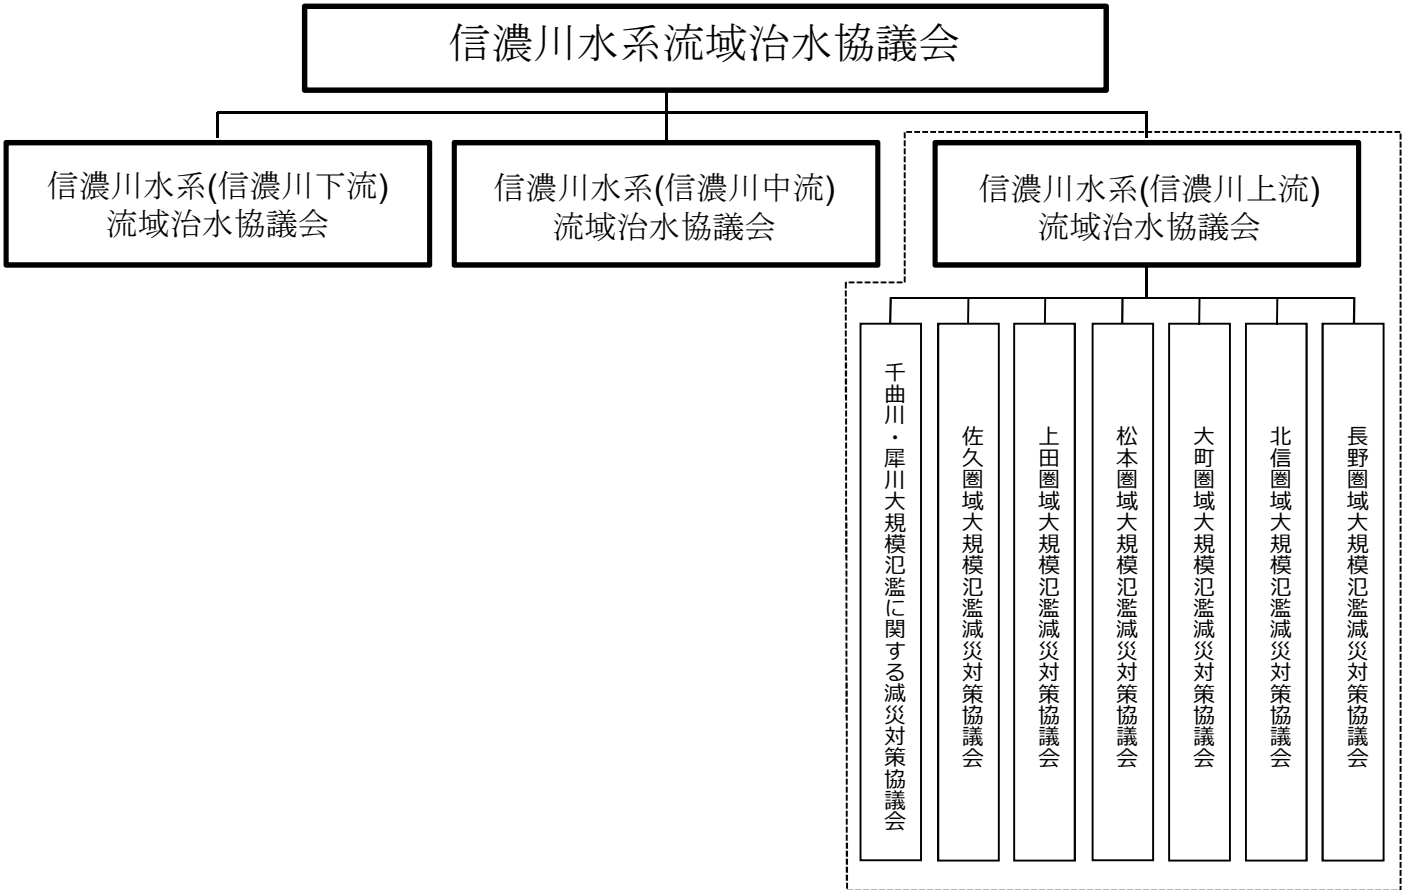 信濃川水系流域治水協議会
信濃川水系(信濃川下流)
流域治水協議会
信濃川水系(信濃川中流)
流域治水協議会
信濃川水系(信濃川上流)
流域治水協議会
千曲川・犀川大規模氾濫に関する減災対策協議会
佐久圏域大規模氾濫減災対策協議会
上田圏域大規模氾濫減災対策協議会
松本圏域大規模氾濫減災対策協議会
大町圏域大規模氾濫減災対策協議会
北信圏域大規模氾濫減災対策協議会
長野圏域大規模氾濫減災対策協議会